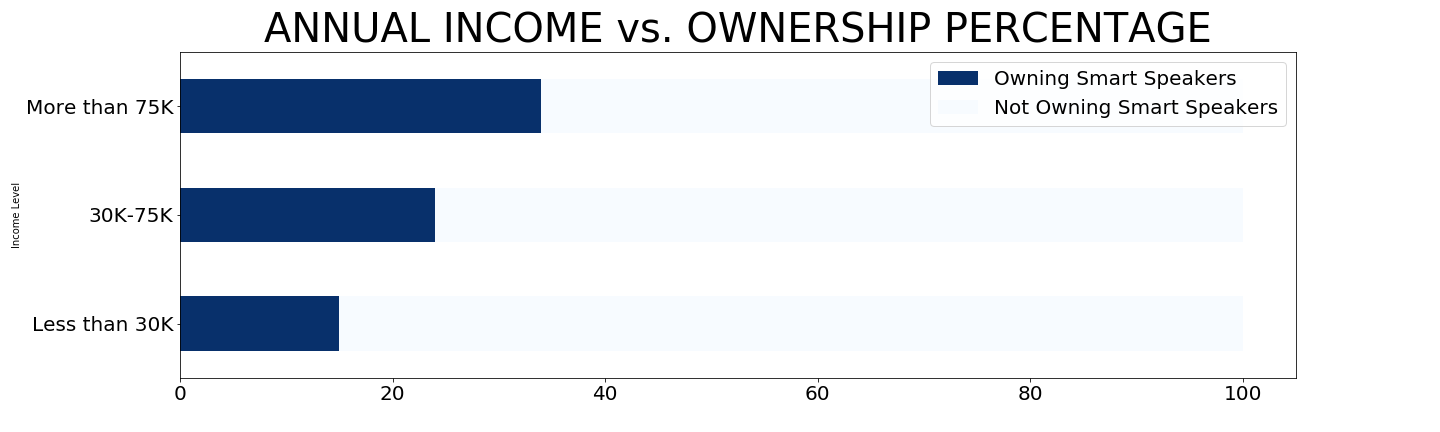 ANNUAL INCOME vs. OWNERSHIP PERCENTAGE
Owning Smart Speakers
Not Owning Smart Speakers
Income Level
More than 75K
30K-75K
Less than 30K
0 20 40 60 80 100